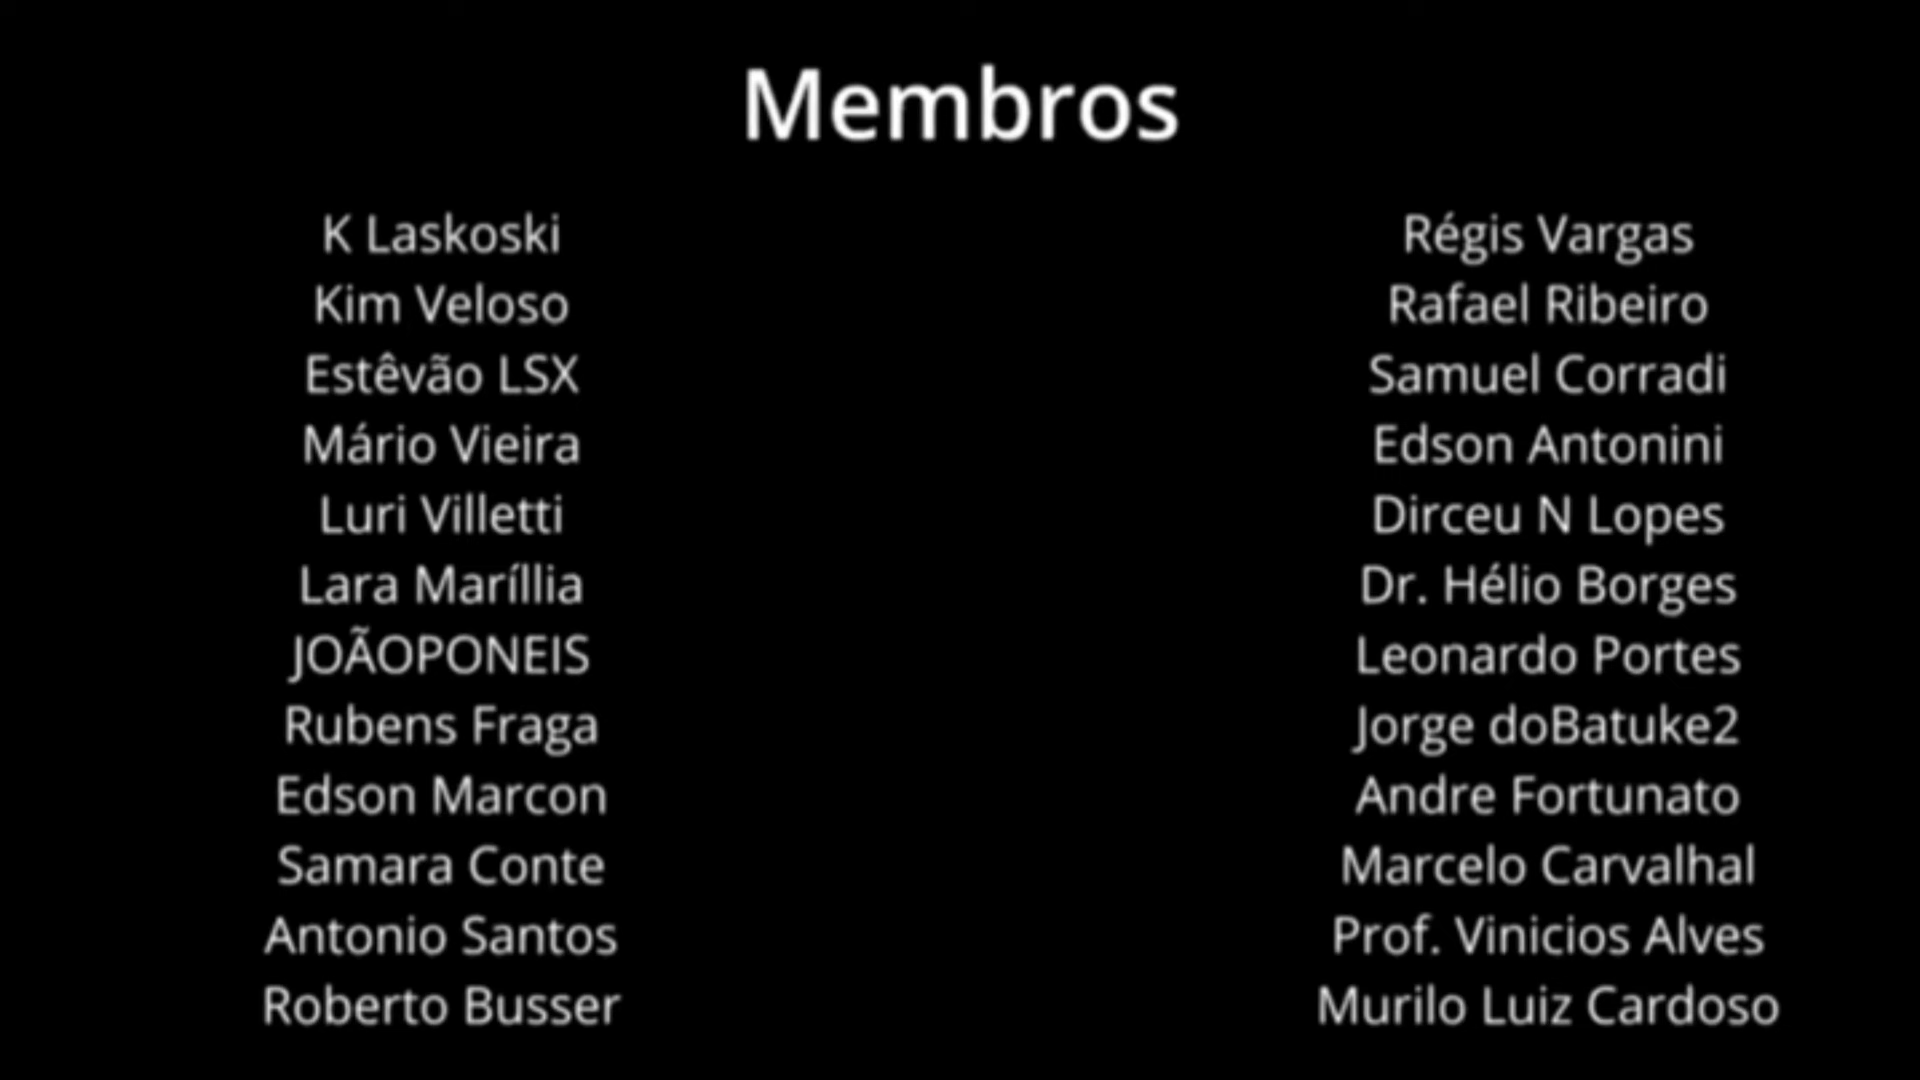 Membros
K Laskoski
Kim Veloso
Estêvão LSX
Mário Vieira
Luri Villetti
Lara Maríllia
JOÃOPONEIS
Rubens Fraga
Edson Marcon
Samara Conte
Antonio Santos
Roberto Busser
Régis Vargas
Rafael Ribeiro
Samuel Corradi
Edson Antonini
Dirceu N Lopes
Dr. Hélio Borges
Leonardo Portes
Jorge doBatuke2
Andre Fortunato
Marcelo Carvalhal
Prof. Vinicios Alves
Murilo Luiz Cardoso